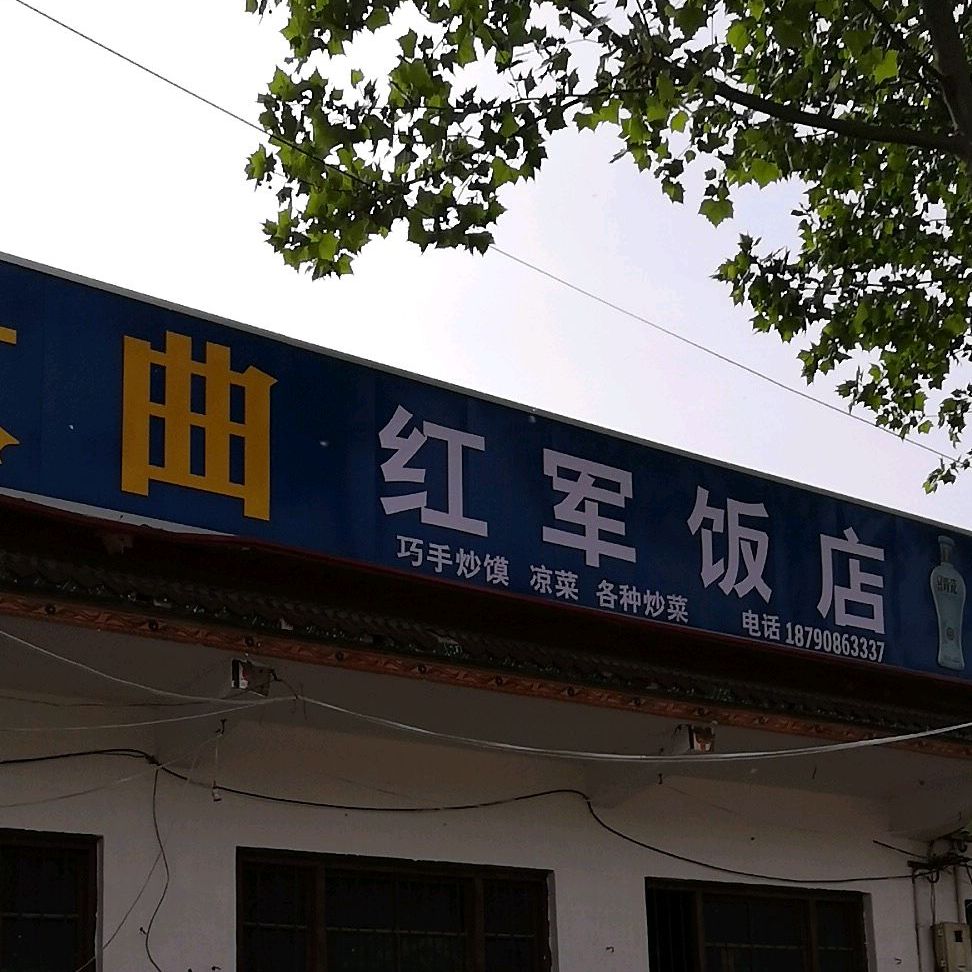 曲
红军饭店
巧手炒馍 凉菜 各种炒菜
电话 18790863337